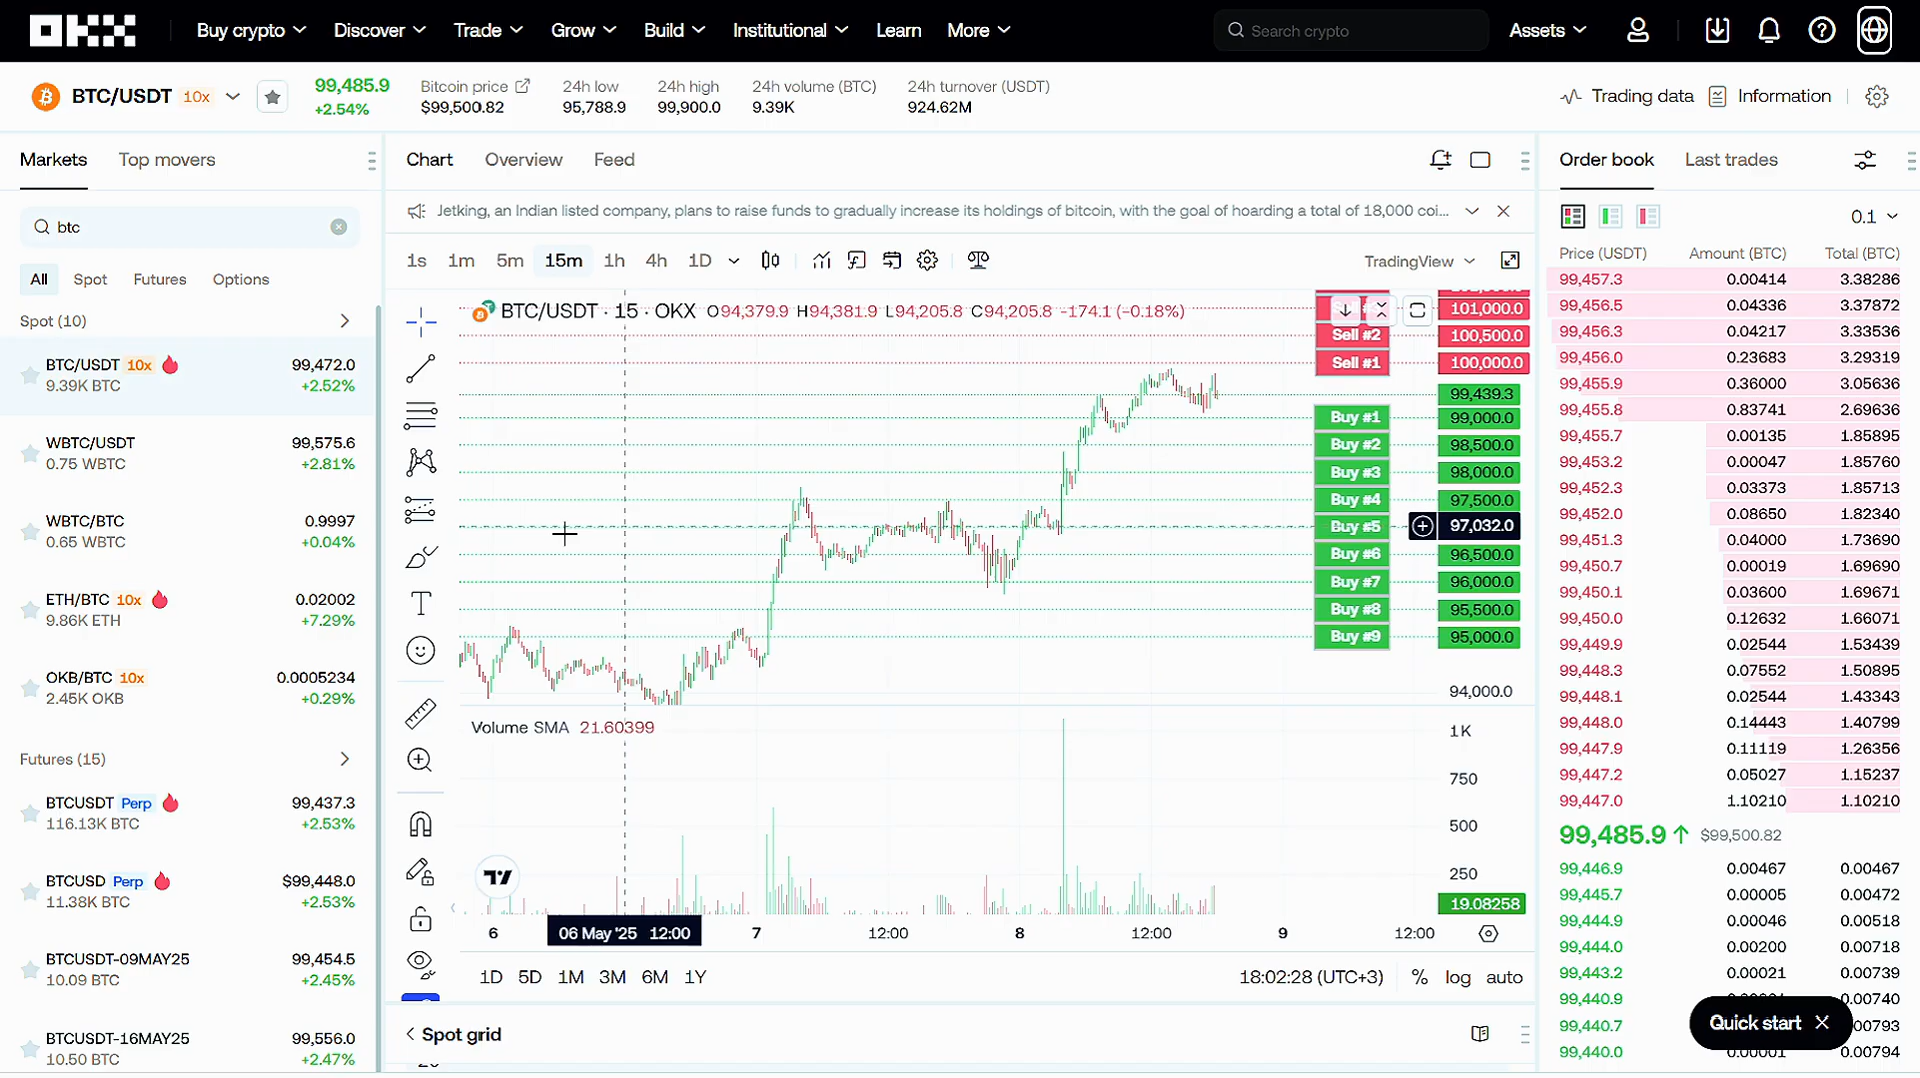 OKX
Buy crypto Discover Trade Grow Build Institutional Learn More Search crypto Assets
BTC/USDT 10x
99,485.9
+2.54%
Bitcoin price
$99,500.82
24h low
95,788.9
24h high
99,900.0
24h volume (BTC)
9.39K
24h turnover (USDT)
924.62M
Trading data Information
Markets Top movers
btc
All Spot Futures Options
Spot (10)
BTC/USDT 10x 99,472.0
9.39K BTC +2.52%
WBTC/USDT 99,575.6
0.75 WBTC +2.81%
WBTC/BTC 0.9997
0.65 WBTC +0.04%
ETH/BTC 10x 0.02002
9.86K ETH +7.29%
OKB/BTC 10x 0.0005234
2.45K OKB +0.29%
Futures (15)
BTCUSDT Perp 99,437.3
116.13K BTC +2.53%
BTCUSD Perp $99,448.0
11.38K BTC +2.53%
BTCUSDT-09MAY25 99,454.5
10.09 BTC +2.45%
BTCUSDT-16MAY25 99,556.0
10.50 BTC +2.47%
Chart Overview Feed
Jetking, an Indian listed company, plans to raise funds to gradually increase its holdings of bitcoin, with the goal of hoarding a total of 18,000 coi...
1s 1m 5m 15m 1h 4h 1D TradingView
BTC/USDT · 15 · OKX O94,379.9 H94,381.9 L94,205.8 C94,205.8 -174.1 (-0.18%)
101,000.0
Sell #2 100,500.0
Sell #1 100,000.0
99,439.3
Buy #1 99,000.0
Buy #2 98,500.0
Buy #3 98,000.0
Buy #4 97,500.0
Buy #5 97,032.0
Buy #6 96,500.0
Buy #7 96,000.0
Buy #8 95,500.0
Buy #9 95,000.0
94,000.0
Volume SMA 21.60399
1K
750
500
250
19.08258
6 06 May '25 12:00 7 12:00 8 12:00 9 12:00
1D 5D 1M 3M 6M 1Y 18:02:28 (UTC+3) % log auto
Spot grid
Order book Last trades
0.1
Price (USDT) Amount (BTC) Total (BTC)
99,457.3 0.00414 3.38286
99,456.5 0.04336 3.37872
99,456.3 0.04217 3.33536
99,456.0 0.23683 3.29319
99,455.9 0.36000 3.05636
99,455.8 0.83741 2.69636
99,455.7 0.00135 1.85895
99,453.2 0.00047 1.85760
99,452.3 0.03373 1.85713
99,452.0 0.08650 1.82340
99,451.3 0.04000 1.73690
99,450.7 0.00019 1.69690
99,450.1 0.03600 1.69671
99,450.0 0.12632 1.66071
99,449.9 0.02544 1.53439
99,448.3 0.07552 1.50895
99,448.1 0.02544 1.43343
99,448.0 0.14443 1.40799
99,447.9 0.11119 1.26356
99,447.2 0.05027 1.15237
99,447.0 1.10210 1.10210
99,485.9 $99,500.82
99,446.9 0.00467 0.00467
99,445.7 0.00005 0.00472
99,444.9 0.00046 0.00518
99,444.0 0.00200 0.00718
99,443.2 0.00021 0.00739
99,440.9 0.00740
99,440.7
99,440.0 0.00001 0.00794
Quick start